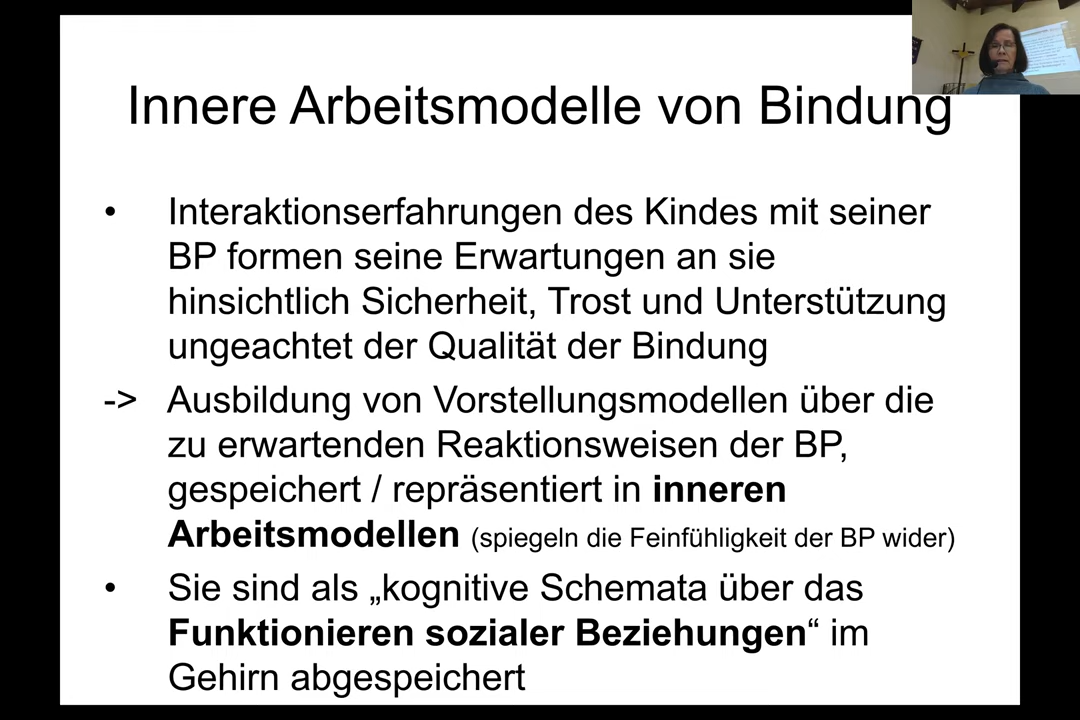 Innere Arbeitsmodelle von Bindung
• Interaktionserfahrungen des Kindes mit seiner
BP formen seine Erwartungen an sie
hinsichtlich Sicherheit, Trost und Unterstützung
ungeachtet der Qualität der Bindung
-> Ausbildung von Vorstellungsmodellen über die
zu erwartenden Reaktionsweisen der BP,
gespeichert / repräsentiert in inneren
Arbeitsmodellen (spiegeln die Feinfühligkeit der BP wider)
• Sie sind als „kognitive Schemata über das
Funktionieren sozialer Beziehungen“ im
Gehirn abgespeichert